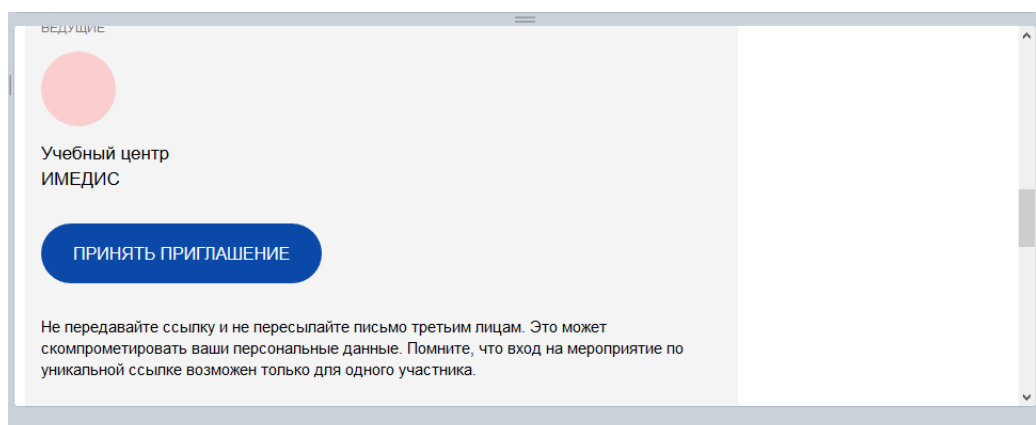 ВЕДУЩИЕ
Учебный центр
ИМЕДИС
ПРИНЯТЬ ПРИГЛАШЕНИЕ
Не передавайте ссылку и не пересылайте письмо третьим лицам. Это может
скомпрометировать ваши персональные данные. Помните, что вход на мероприятие по
уникальной ссылке возможен только для одного участника.